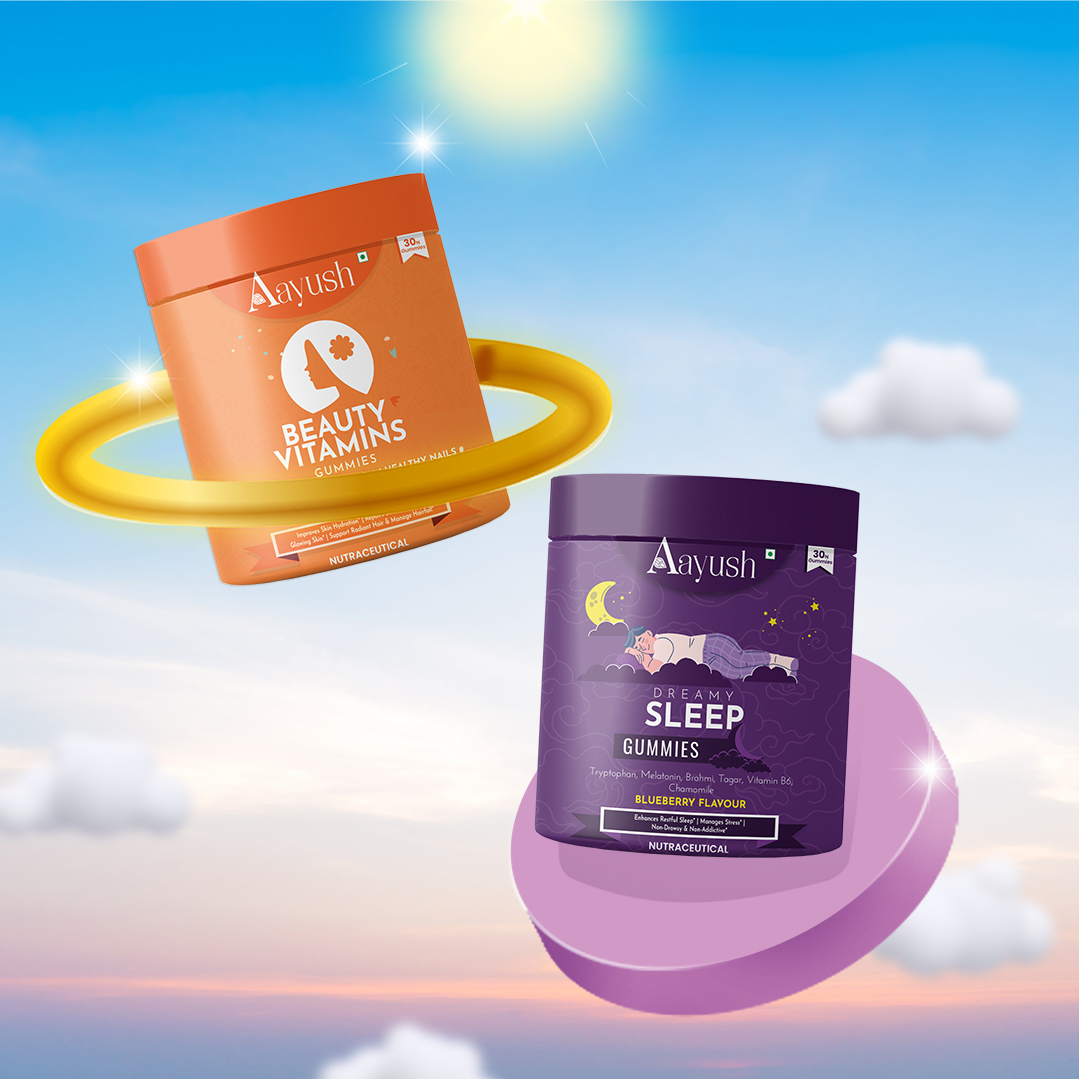 30N
Gummies
Aayush
BEAUTY
VITAMINS
GUMMIES
HEALTHY NAILS #
Improves Skin Hydration* |
Glowing Skin* | Support Radiant Hair & Manage Hairfall*
NUTRACEUTICAL
Aayush
30N
Gummies
DREAMY
SLEEP
GUMMIES
Tryptophan, Melatonin, Brahmi, Tagar, Vitamin B6,
Chamomile
BLUEBERRY FLAVOUR
Enhances Restful Sleep* | Manages Stress* |
Non-Drowsy & Non-Addictive*
NUTRACEUTICAL